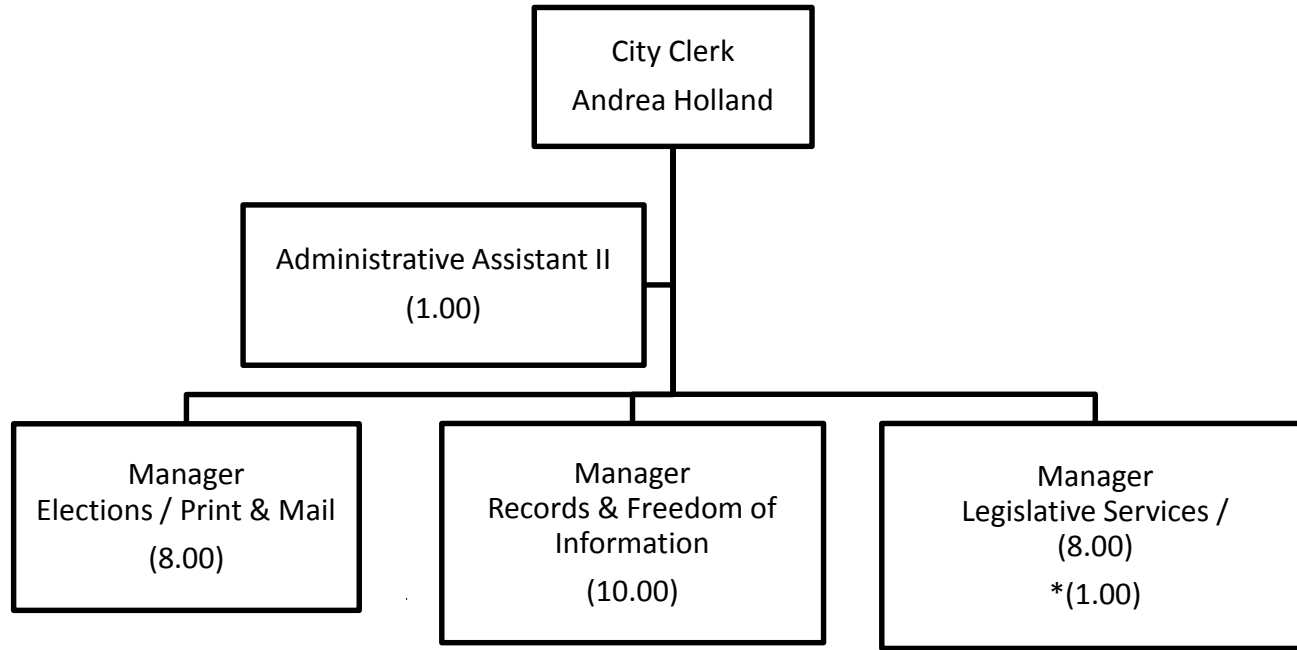 City Clerk
Andrea Holland
Administrative Assistant II
(1.00)
Manager
Elections / Print & Mail
(8.00)
Manager
Records & Freedom of
Information
(10.00)
Manager
Legislative Services /
(8.00)
*(1.00)